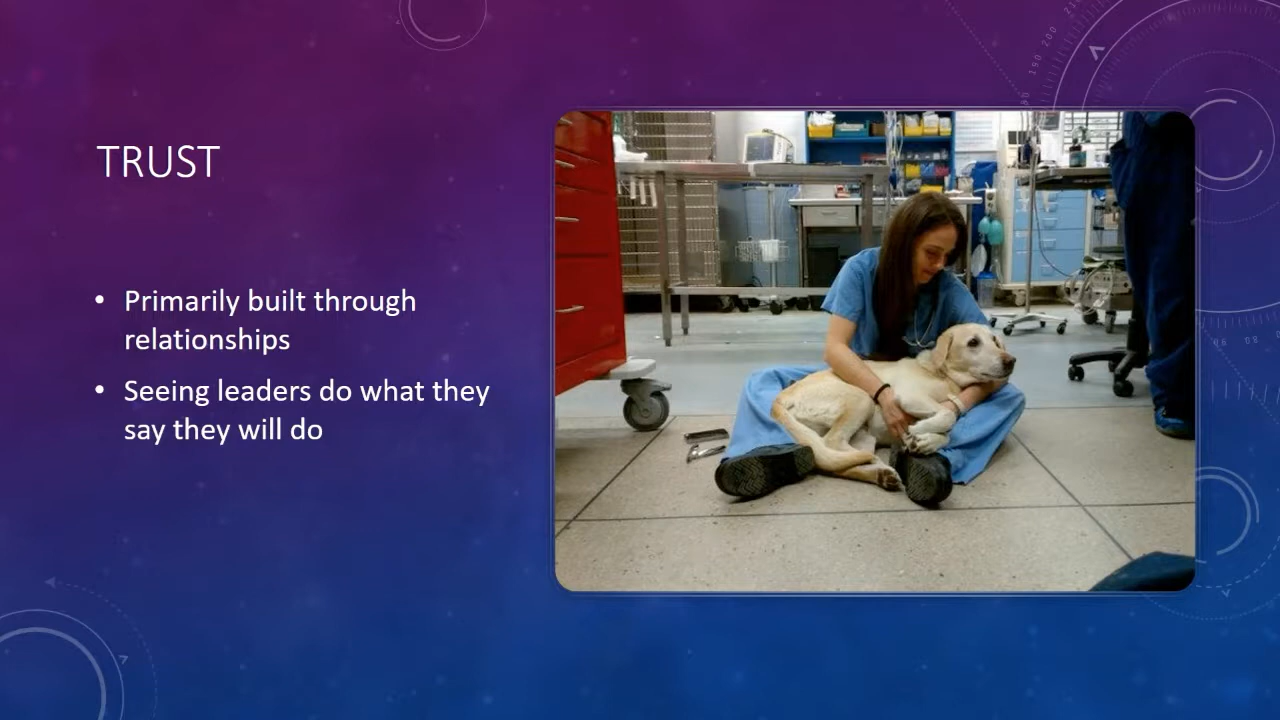 TRUST
• Primarily built through
relationships
• Seeing leaders do what they
say they will do